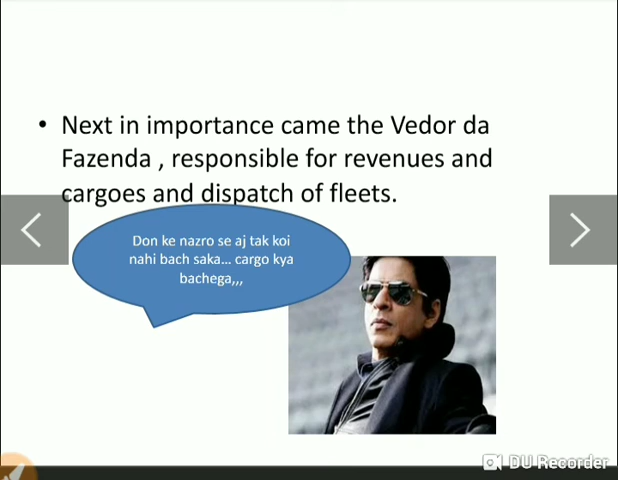 • Next in importance came the Vedor da
Fazenda , responsible for revenues and
cargoes and dispatch of fleets.
Don ke nazro se aj tak koi
nahi bach saka... cargo kya
bachega,,,
DU Recorder